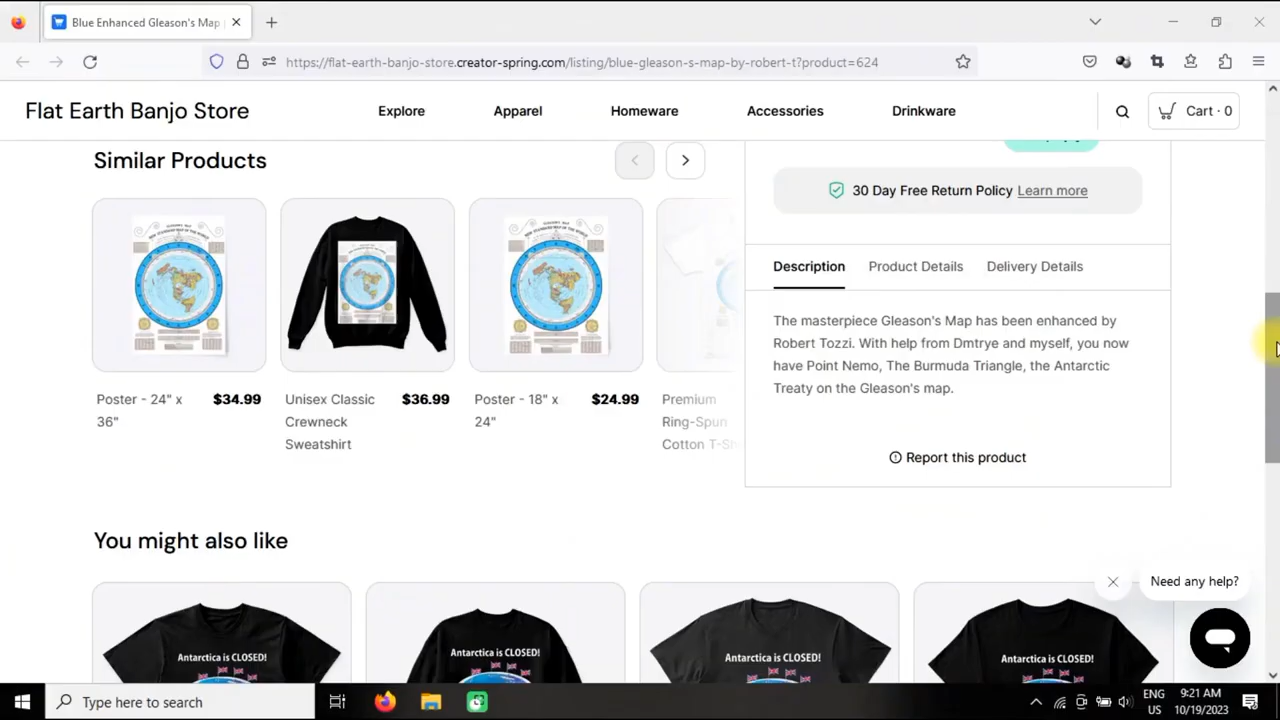 Blue Enhanced Gleason's Map
https://flat-earth-banjo-store.creator-spring.com/listing/blue-gleason-s-map-by-robert-t?product=624
Flat Earth Banjo Store
Explore
Apparel
Homeware
Accessories
Drinkware
Cart · 0
Similar Products
30 Day Free Return Policy Learn more
Description
Product Details
Delivery Details
The masterpiece Gleason's Map has been enhanced by
Robert Tozzi. With help from Dmtrye and myself, you now
have Point Nemo, The Burmuda Triangle, the Antarctic
Treaty on the Gleason's map.
Report this product
Poster - 24" x
36"
$34.99
Unisex Classic
Crewneck
Sweatshirt
$36.99
Poster - 18" x
24"
$24.99
Premium
Ring-Spun
Cotton T-Sh
You might also like
Antarctica is CLOSED!
Antarctica is CLOSED!
Antarctica is CLOSED!
Antarctica is CLOSED!
Need any help?
Type here to search
ENG
US
9:21 AM
10/19/2023